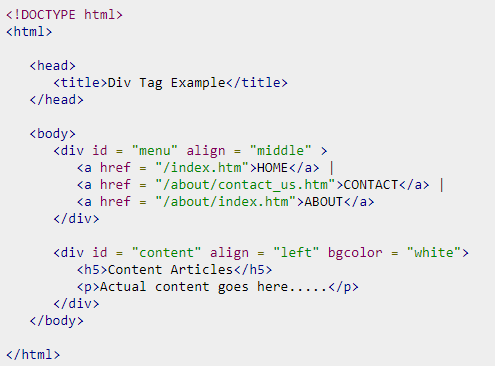 <!DOCTYPE html>
<html>
<head>
<title>Div Tag Example</title>
</head>
<body>
<div id = "menu" align = "middle" >
<a href = "/index.htm">HOME</a> |
<a href = "/about/contact_us.htm">CONTACT</a> |
<a href = "/about/index.htm">ABOUT</a>
</div>
<div id = "content" align = "left" bgcolor = "white">
<h5>Content Articles</h5>
<p>Actual content goes here.....</p>
</div>
</body>
</html>